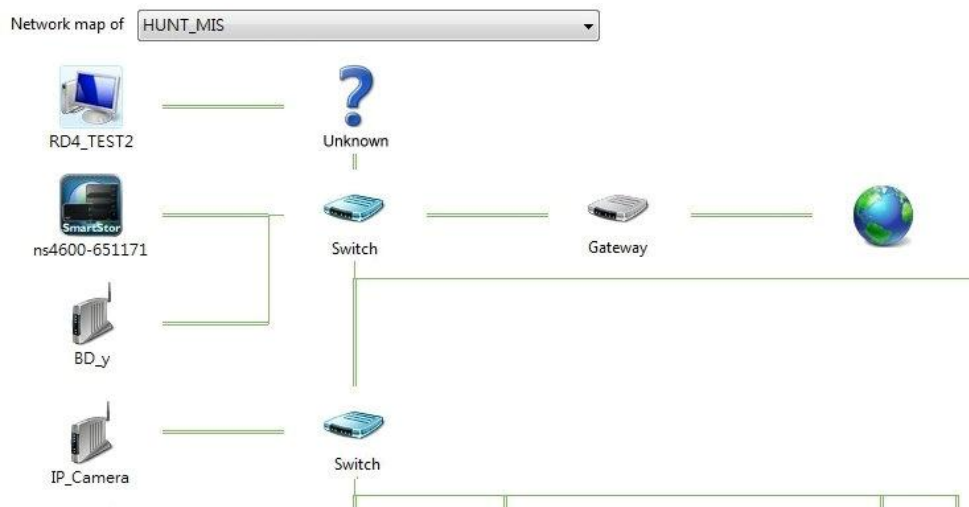 Network map of HUNT_MIS
RD4_TEST2
Unknown
SmartStor
ns4600-651171
Switch
Gateway
BD_y
IP_Camera
Switch